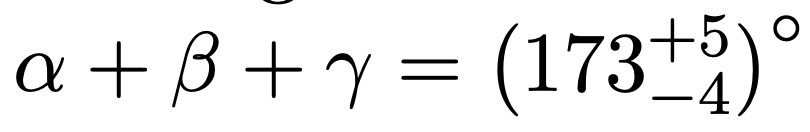 α + β + γ = (173^{+5}_{−4})°